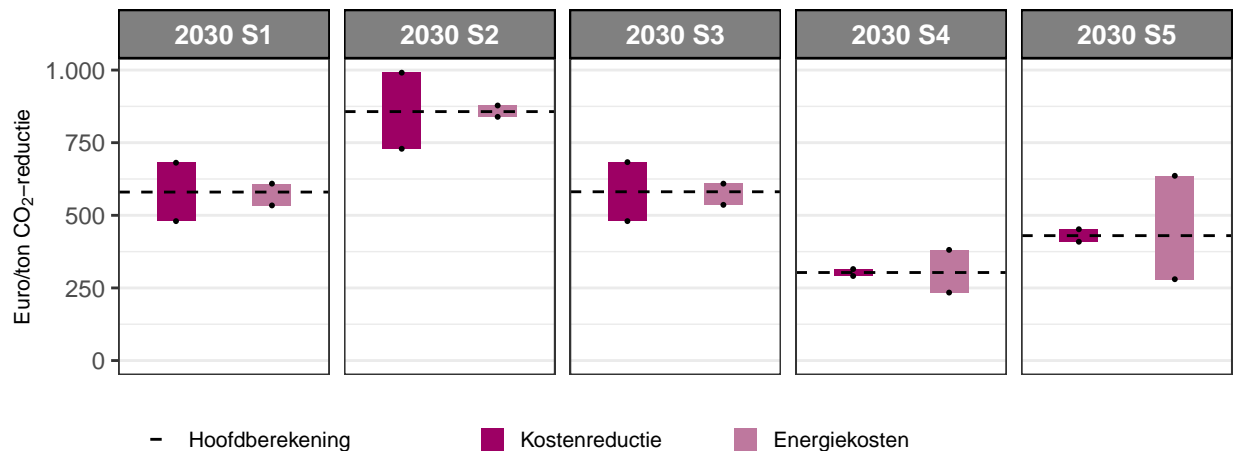 2030 S1 2030 S2 2030 S3 2030 S4 2030 S5
Euro/ton CO₂−reductie
1.000
750
500
250
0
Hoofdberekening Kostenreductie Energiekosten